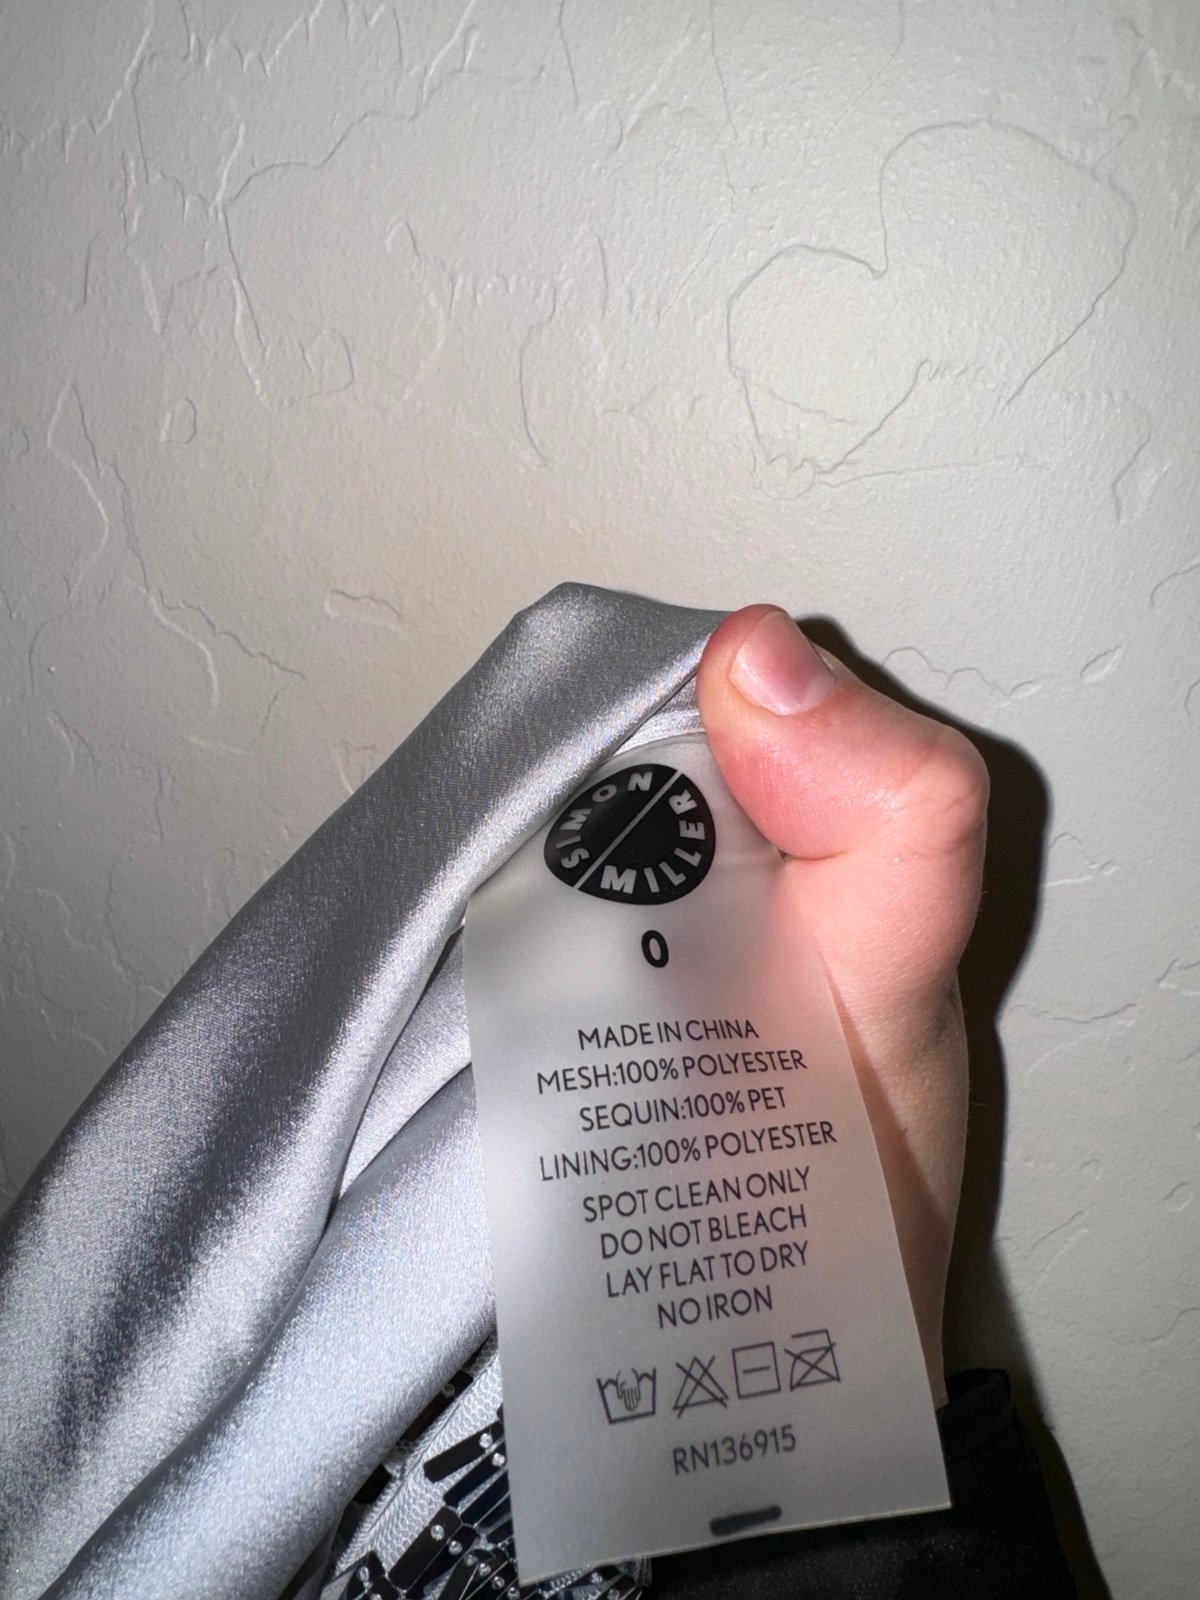 SIMON
MILLER
0
MADE IN CHINA
MESH:100% POLYESTER
SEQUIN:100% PET
LINING:100% POLYESTER
SPOT CLEAN ONLY
DO NOT BLEACH
LAY FLAT TO DRY
NO IRON
RN136915